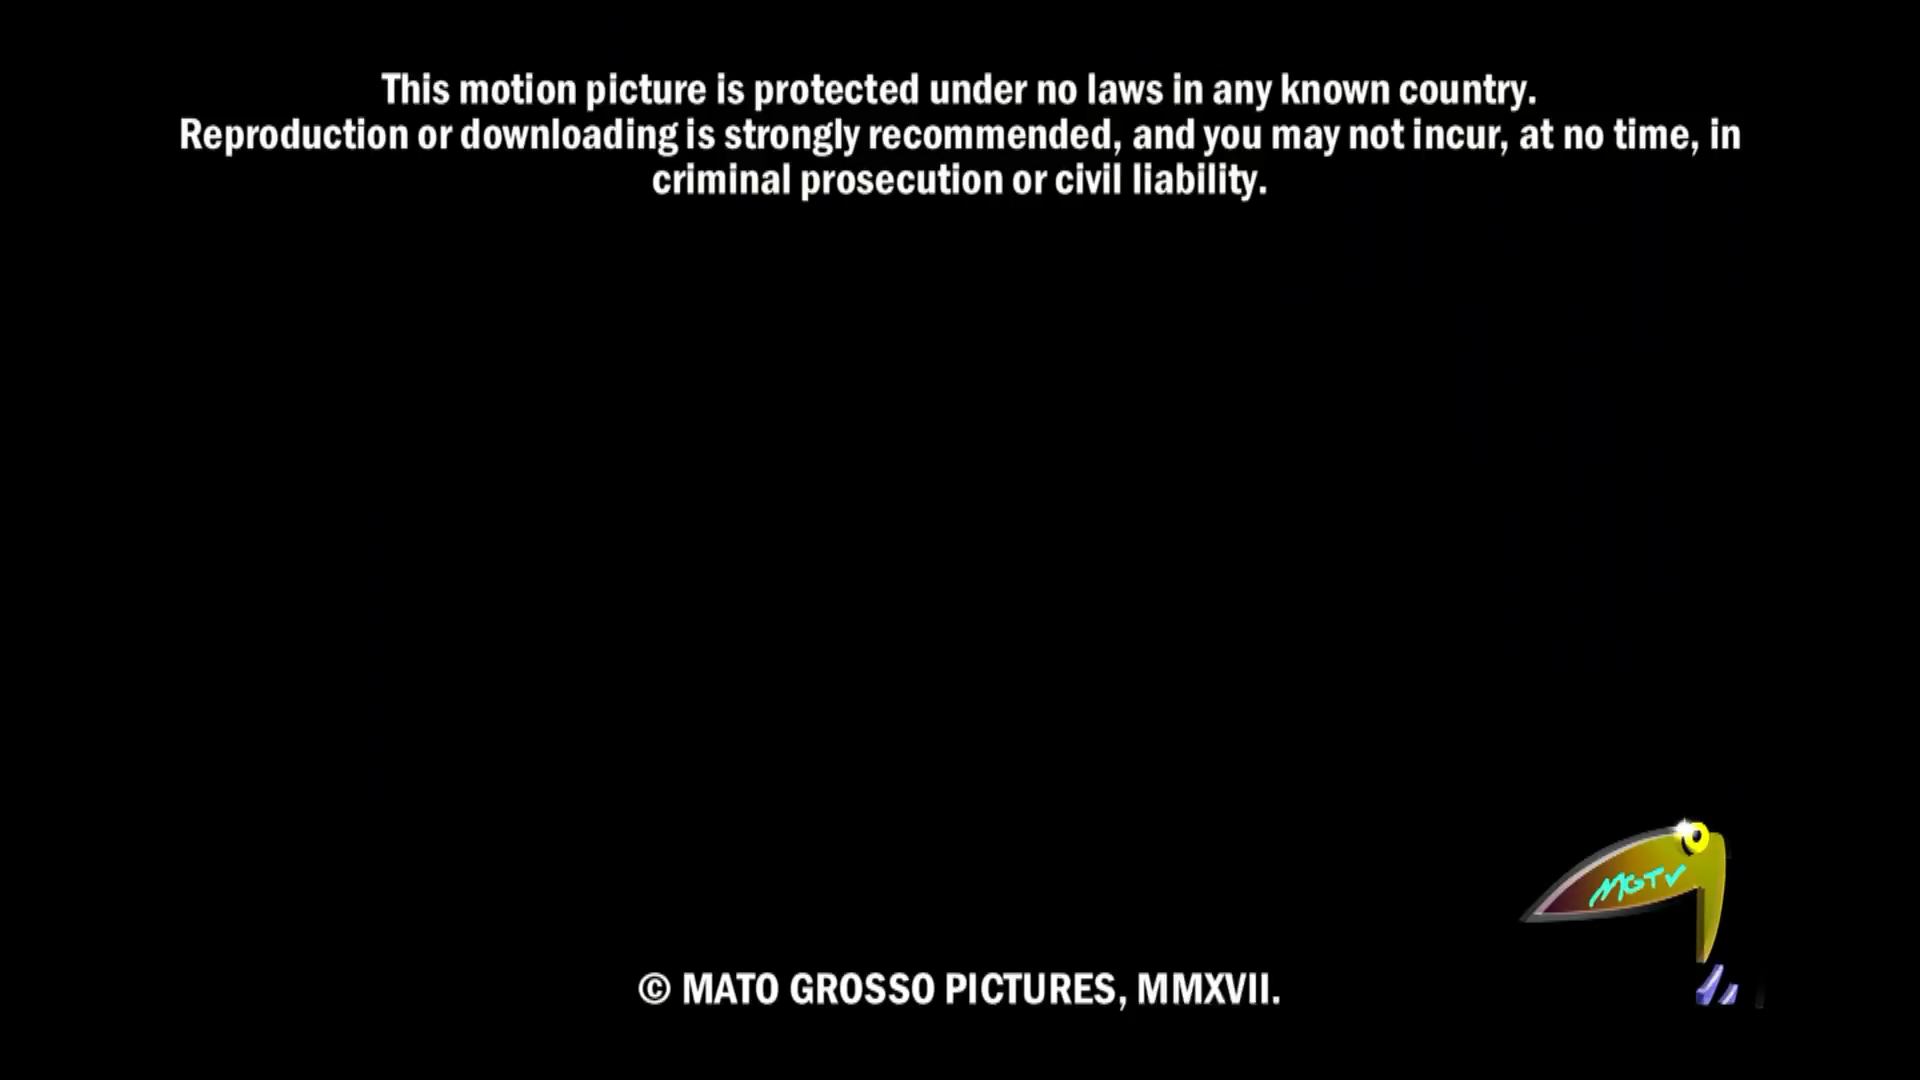 This motion picture is protected under no laws in any known country.
Reproduction or downloading is strongly recommended, and you may not incur, at no time, in
criminal prosecution or civil liability.
MGTV
© MATO GROSSO PICTURES, MMXVII.